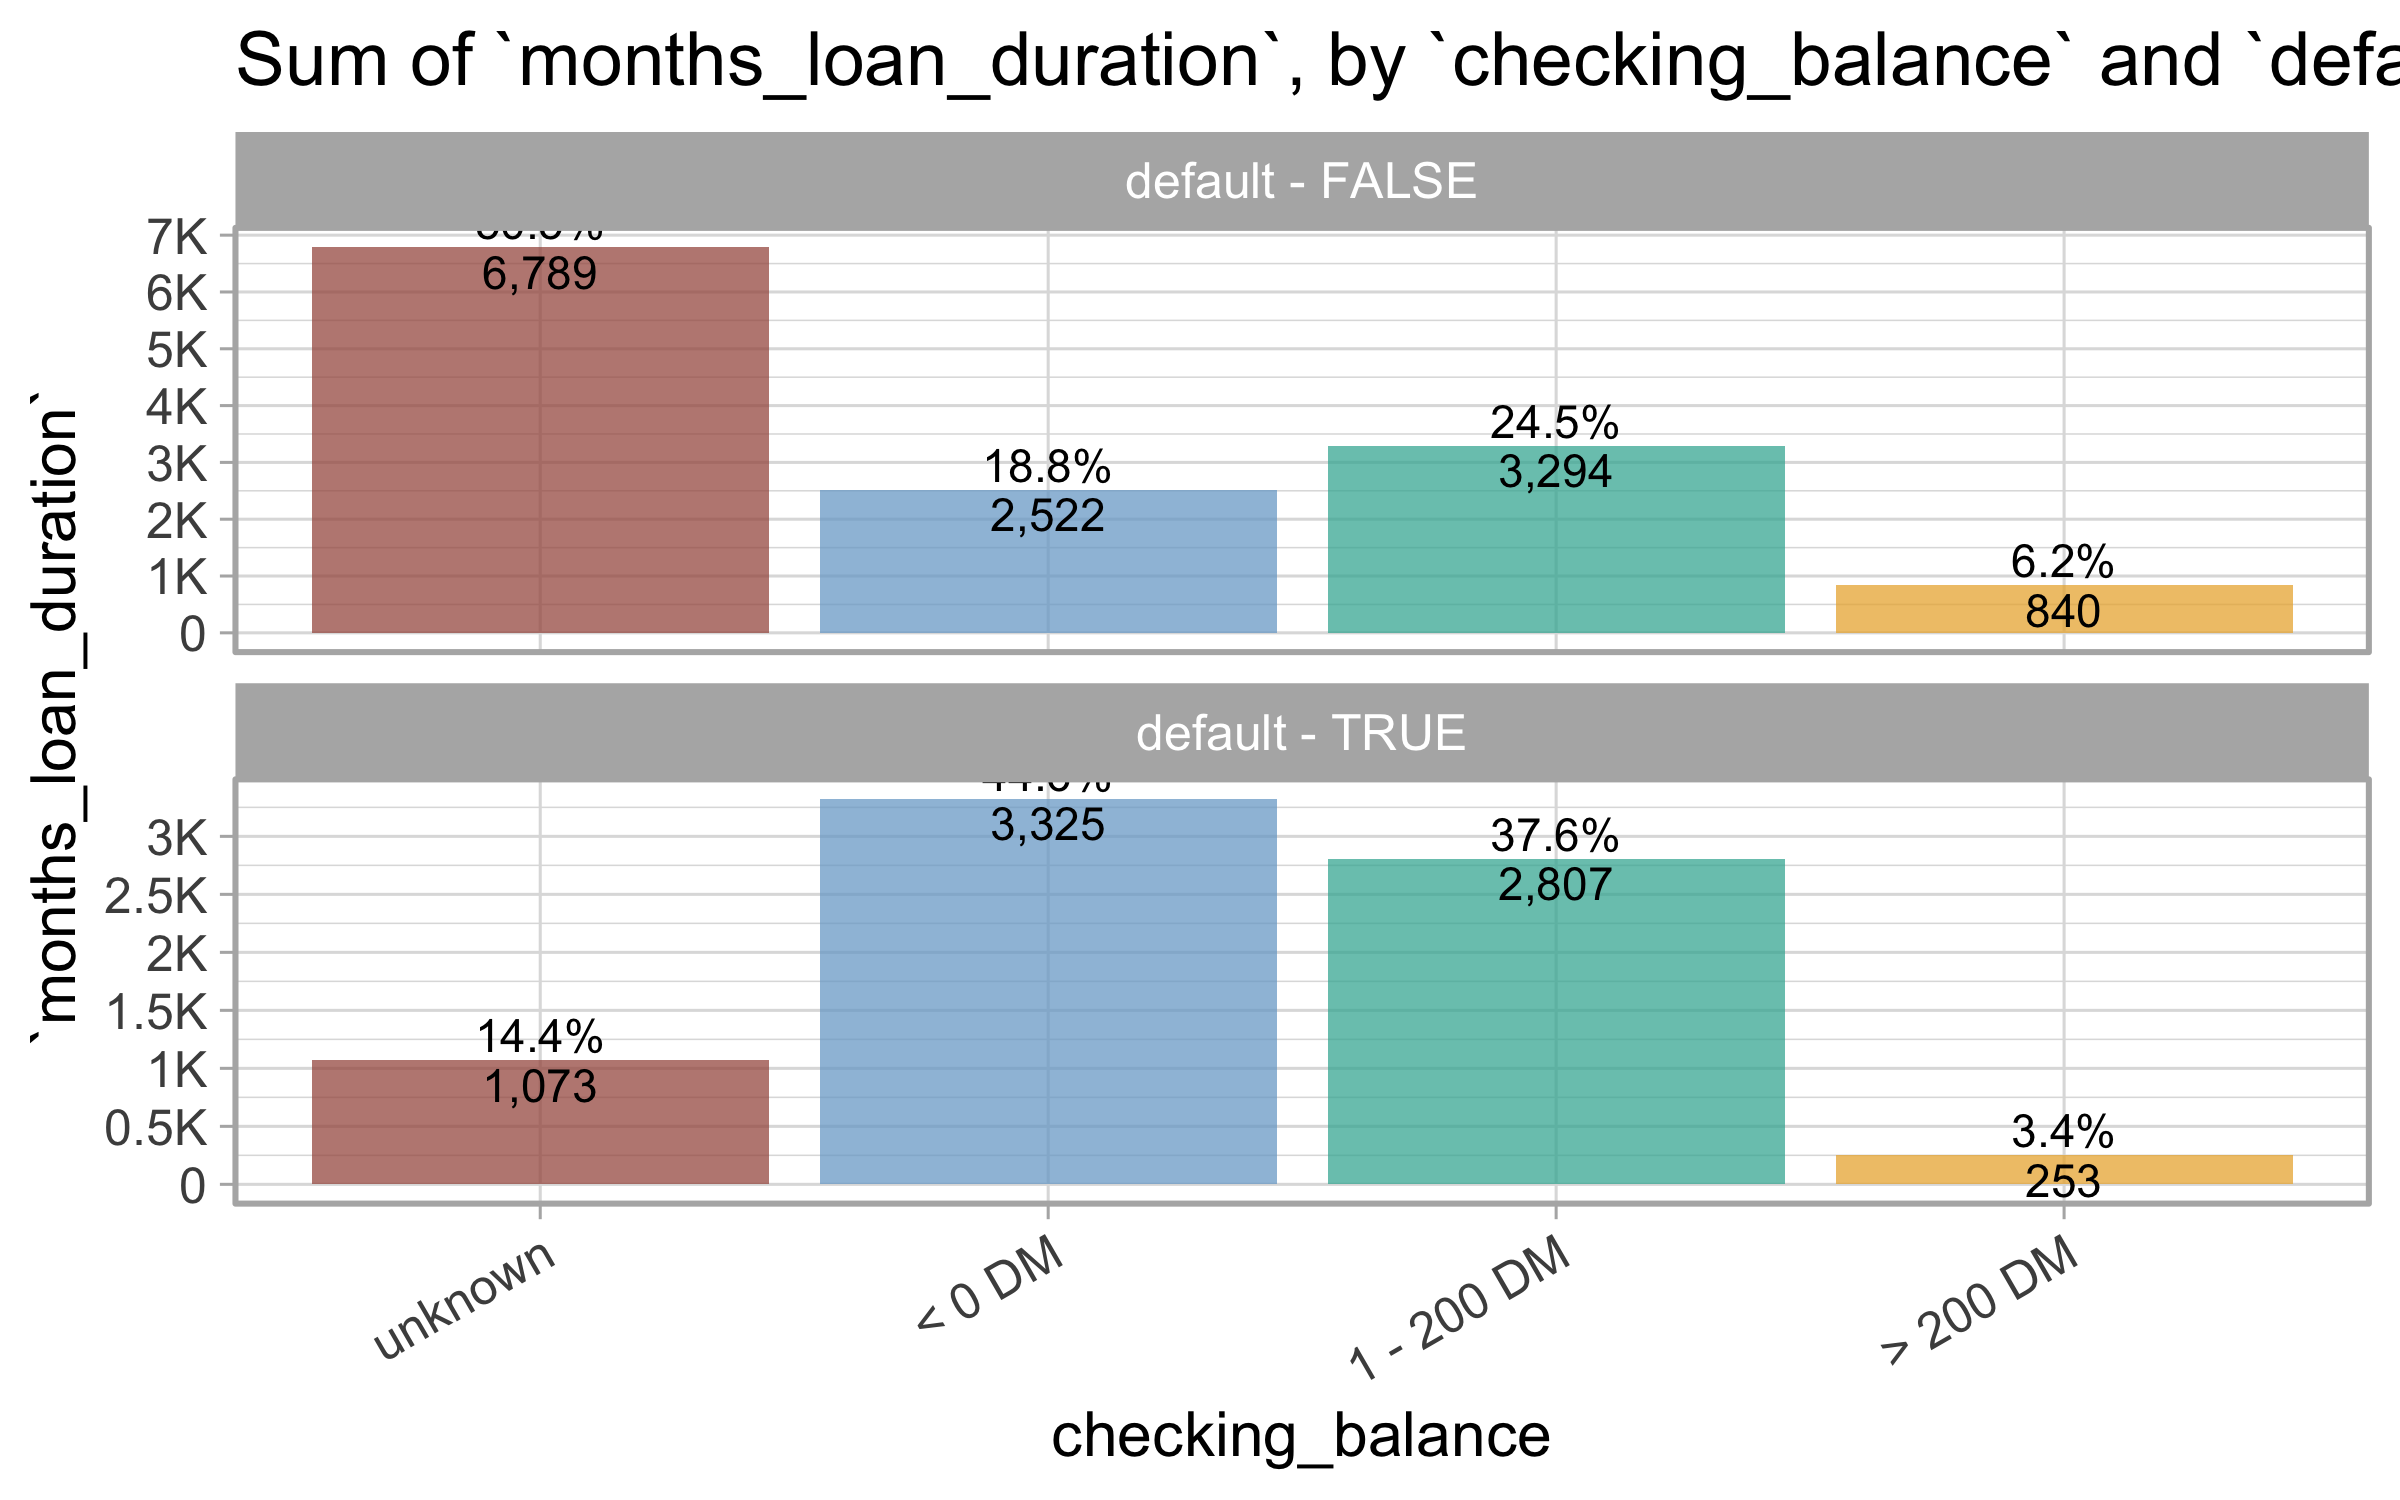 Sum of `months_loan_duration`, by `checking_balance` and `defa
default - FALSE
7K
6K
5K
4K
3K
2K
1K
0
6,789
18.8%
2,522
24.5%
3,294
6.2%
840
`months_loan_duration`
default - TRUE
3K
2.5K
2K
1.5K
1K
0.5K
0
14.4%
1,073
3,325
37.6%
2,807
3.4%
253
unknown
< 0 DM
1 - 200 DM
> 200 DM
checking_balance